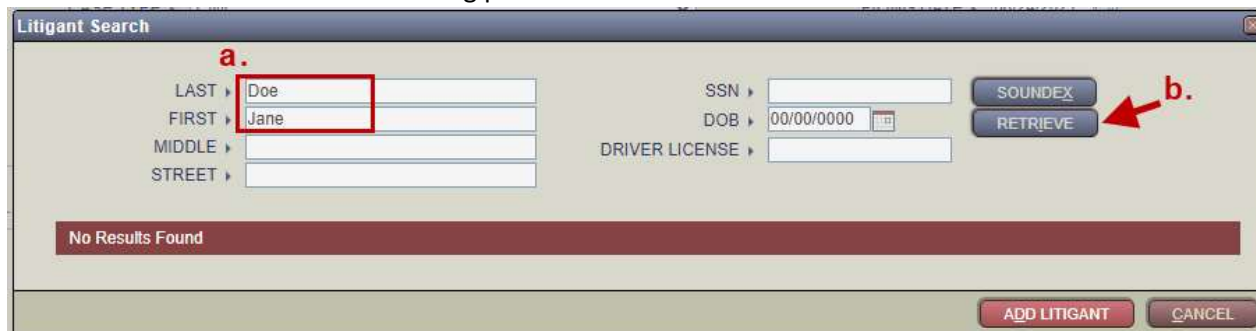 Litigant Search
a.
LAST Doe SSN SOUNDEX b.
FIRST Jane DOB 00/00/0000 RETRIEVE
MIDDLE DRIVER LICENSE
STREET
No Results Found
ADD LITIGANT CANCEL